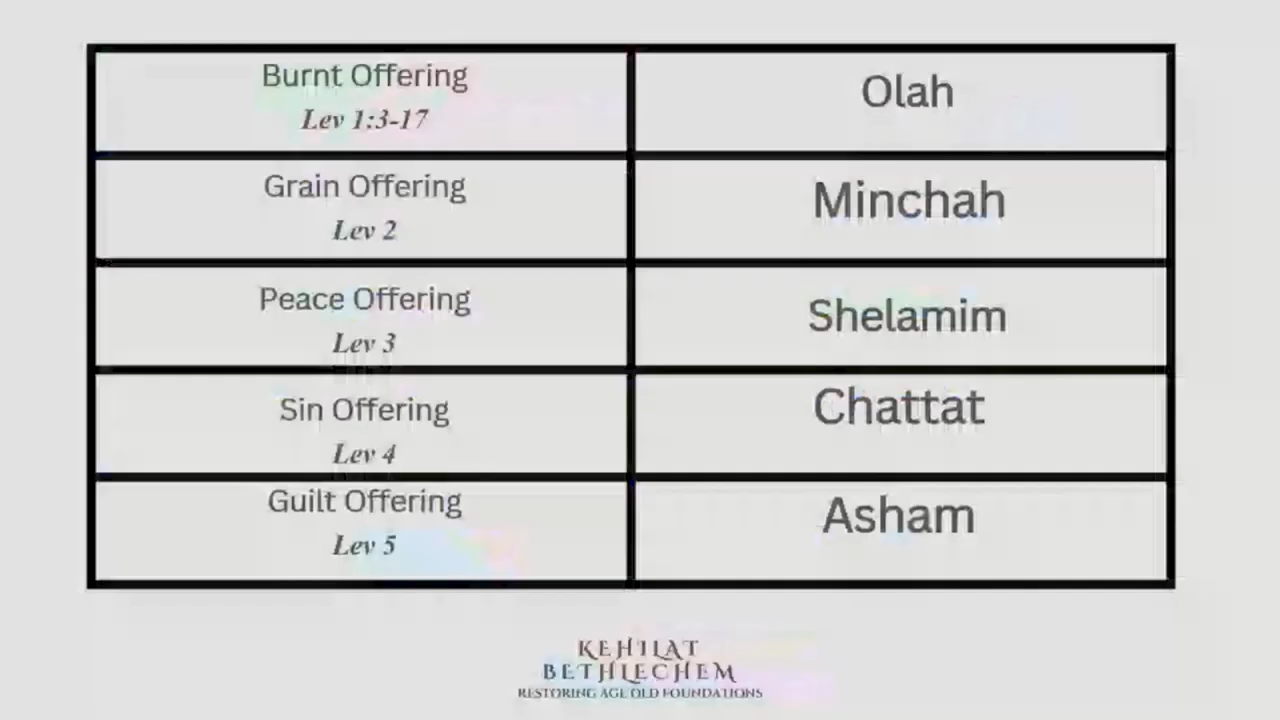 Burnt Offering
Lev 1:3-17
Olah
Grain Offering
Lev 2
Minchah
Peace Offering
Lev 3
Shelamim
Sin Offering
Lev 4
Chattat
Guilt Offering
Lev 5
Asham
KEHILAT
BETHLECHEM
RESTORING AGE OLD FOUNDATIONS